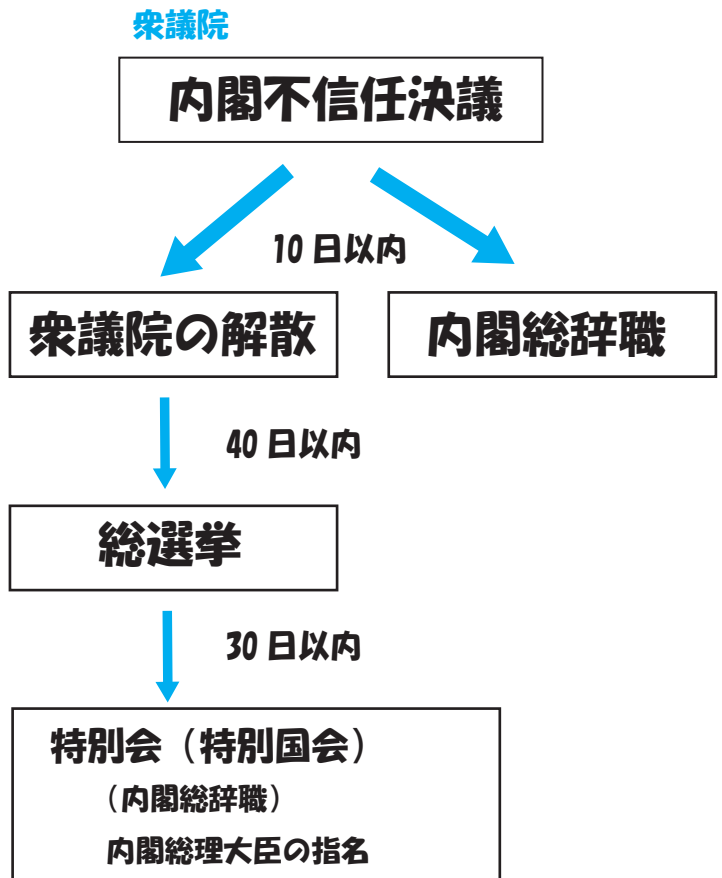 衆議院
内閣不信任決議
10日以内
衆議院の解散
内閣総辞職
40日以内
総選挙
30日以内
特別会（特別国会）
（内閣総辞職）
内閣総理大臣の指名